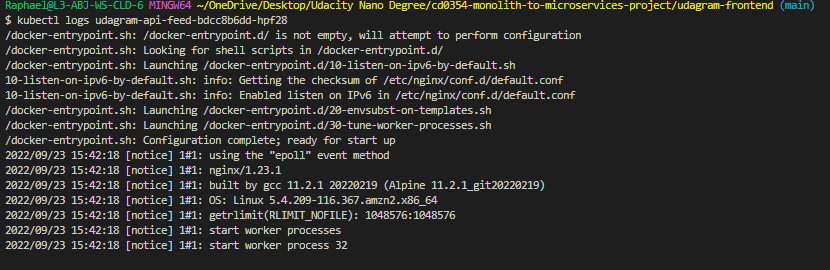 Raphael@L3-ABJ-WS-CLD-6 MINGW64 ~/OneDrive/Desktop/Udacity Nano Degree/cd0354-monolith-to-microservices-project/udagram-frontend (main)
$ kubectl logs udagram-api-feed-bdcc8b6dd-hpf28
/docker-entrypoint.sh: /docker-entrypoint.d/ is not empty, will attempt to perform configuration
/docker-entrypoint.sh: Looking for shell scripts in /docker-entrypoint.d/
/docker-entrypoint.sh: Launching /docker-entrypoint.d/10-listen-on-ipv6-by-default.sh
10-listen-on-ipv6-by-default.sh: info: Getting the checksum of /etc/nginx/conf.d/default.conf
10-listen-on-ipv6-by-default.sh: info: Enabled listen on IPv6 in /etc/nginx/conf.d/default.conf
/docker-entrypoint.sh: Launching /docker-entrypoint.d/20-envsubst-on-templates.sh
/docker-entrypoint.sh: Launching /docker-entrypoint.d/30-tune-worker-processes.sh
/docker-entrypoint.sh: Configuration complete; ready for start up
2022/09/23 15:42:18 [notice] 1#1: using the "epoll" event method
2022/09/23 15:42:18 [notice] 1#1: nginx/1.23.1
2022/09/23 15:42:18 [notice] 1#1: built by gcc 11.2.1 20220219 (Alpine 11.2.1_git20220219)
2022/09/23 15:42:18 [notice] 1#1: OS: Linux 5.4.209-116.367.amzn2.x86_64
2022/09/23 15:42:18 [notice] 1#1: getrlimit(RLIMIT_NOFILE): 1048576:1048576
2022/09/23 15:42:18 [notice] 1#1: start worker processes
2022/09/23 15:42:18 [notice] 1#1: start worker process 32